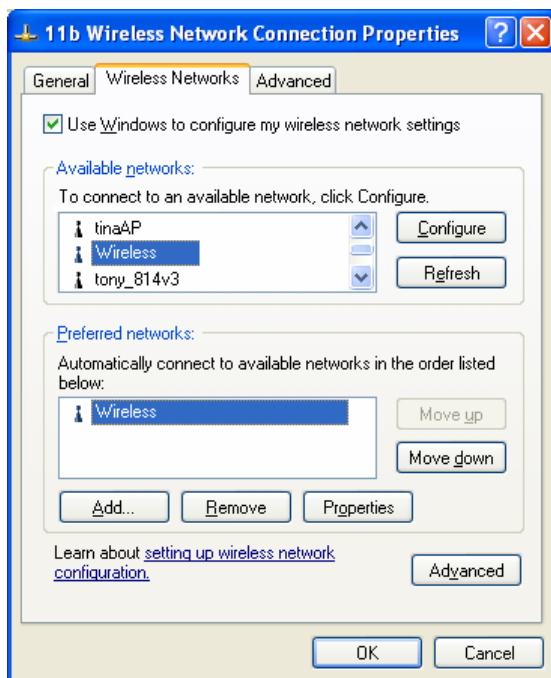 11b Wireless Network Connection Properties
General Wireless Networks Advanced
Use Windows to configure my wireless network settings
Available networks:
To connect to an available network, click Configure.
tinaAP
Wireless
tony_814v3
Configure
Refresh
Preferred networks:
Automatically connect to available networks in the order listed
below:
Wireless
Move up
Move down
Add... Remove Properties
Learn about setting up wireless network
configuration.
Advanced
OK Cancel